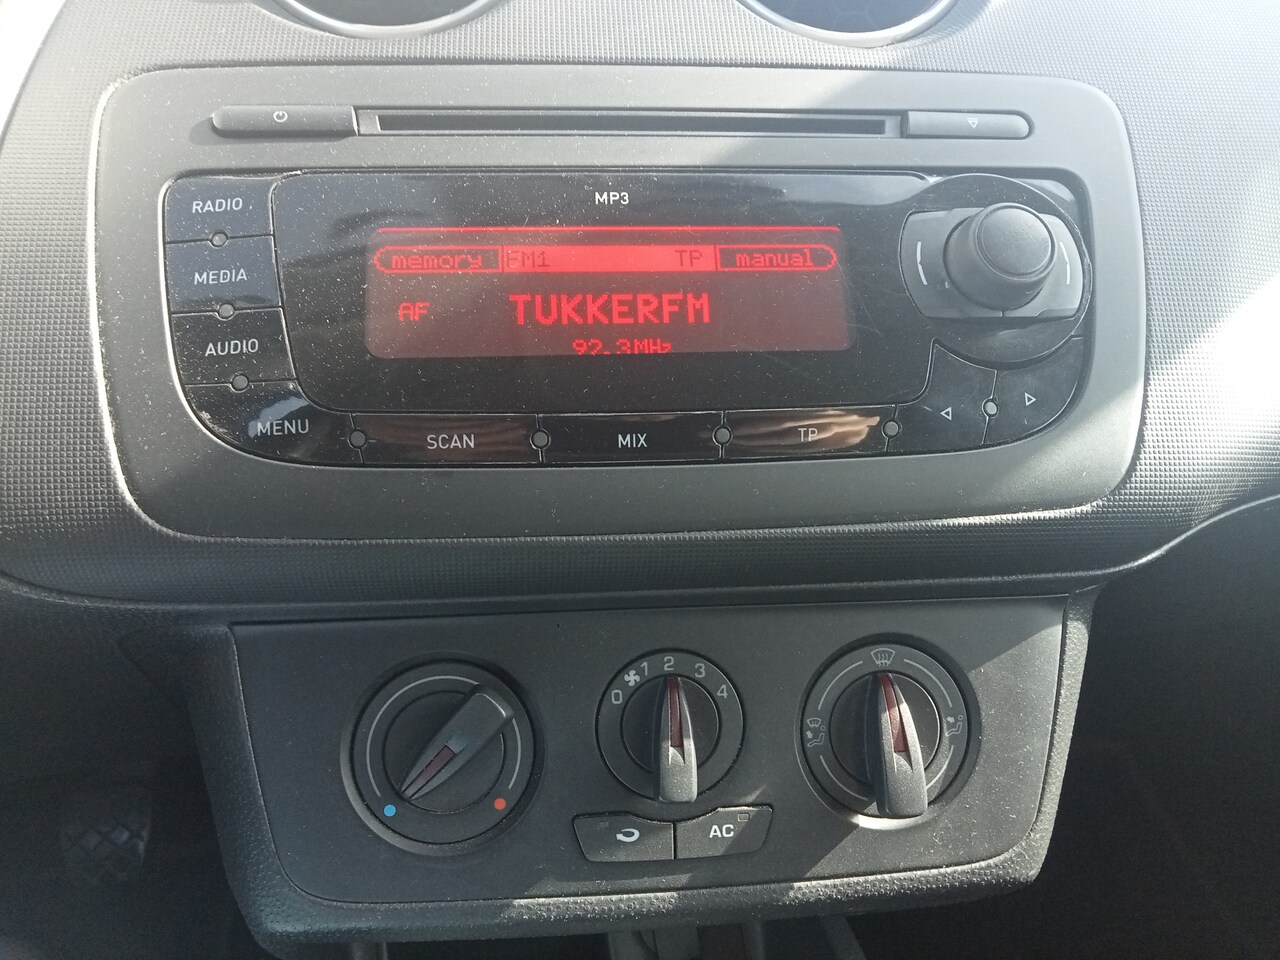 MP3
RADIO
MEDIA
AUDIO
MENU
memory FM1 TP manual
AF TUKKERFM
92.3MHz
SCAN MIX TP
0 1 2 3 4
AC